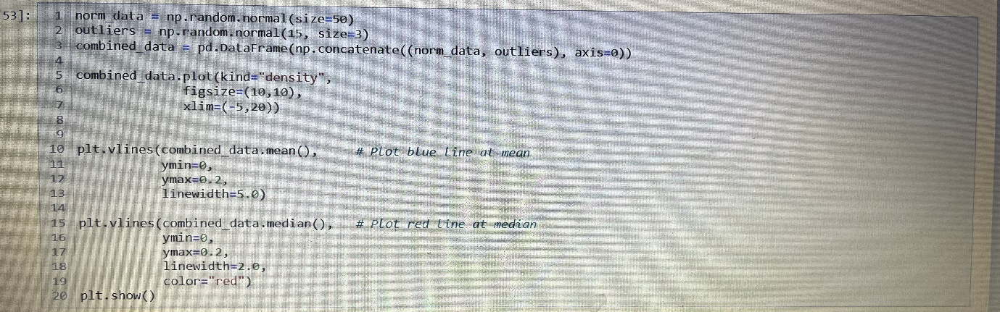 53]:
1 norm_data = np.random.normal(size=50)
2 outliers = np.random.normal(15, size=3)
3 combined_data = pd.DataFrame(np.concatenate((norm_data, outliers), axis=0))
4
5 combined_data.plot(kind="density",
6 figsize=(10,10),
7 xlim=(-5,20))
8
9
10 plt.vlines(combined_data.mean(), # Plot blue line at mean
11 ymin=0,
12 ymax=0.2,
13 linewidth=5.0)
14
15 plt.vlines(combined_data.median(), # Plot red line at median
16 ymin=0,
17 ymax=0.2,
18 linewidth=2.0,
19 color="red")
20 plt.show()